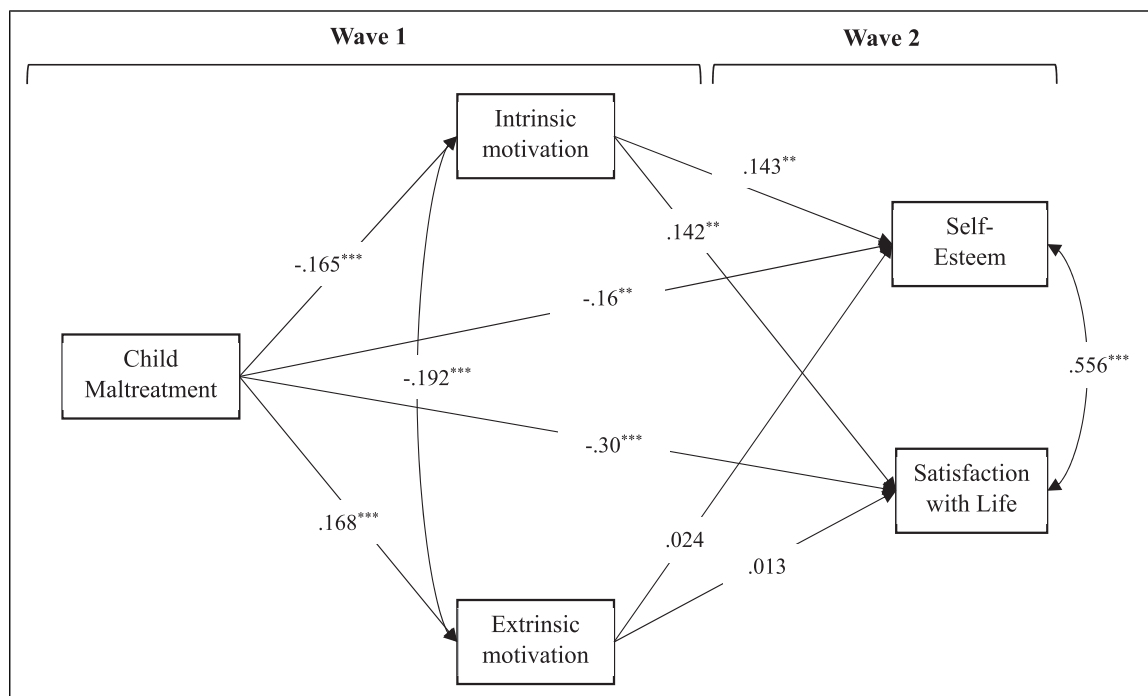 Wave 1
Wave 2
Intrinsic
motivation
.143**
Self-
Esteem
.142**
-.165***
-.16**
Child
Maltreatment
-.192***
.556***
-.30***
Satisfaction
with Life
.168***
.024
.013
Extrinsic
motivation